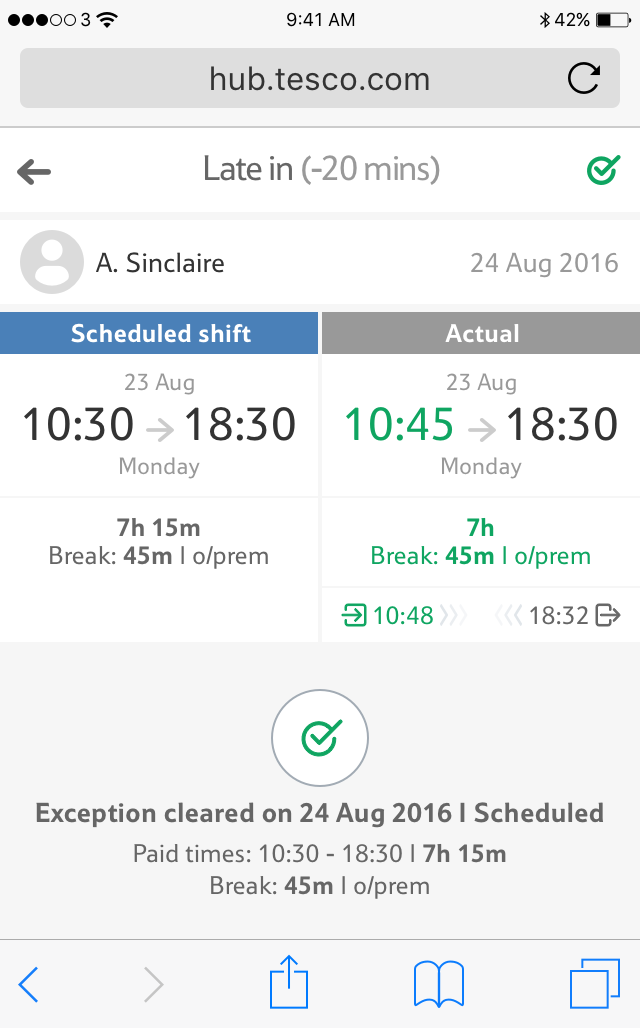 3 9:41 AM 42%
hub.tesco.com
Late in (-20 mins)
A. Sinclaire 24 Aug 2016
Scheduled shift
23 Aug
10:30 18:30
Monday
7h 15m
Break: 45m | o/prem
Actual
23 Aug
10:45 18:30
Monday
7h
Break: 45m | o/prem
10:48 18:32
Exception cleared on 24 Aug 2016 | Scheduled
Paid times: 10:30 - 18:30 | 7h 15m
Break: 45m | o/prem